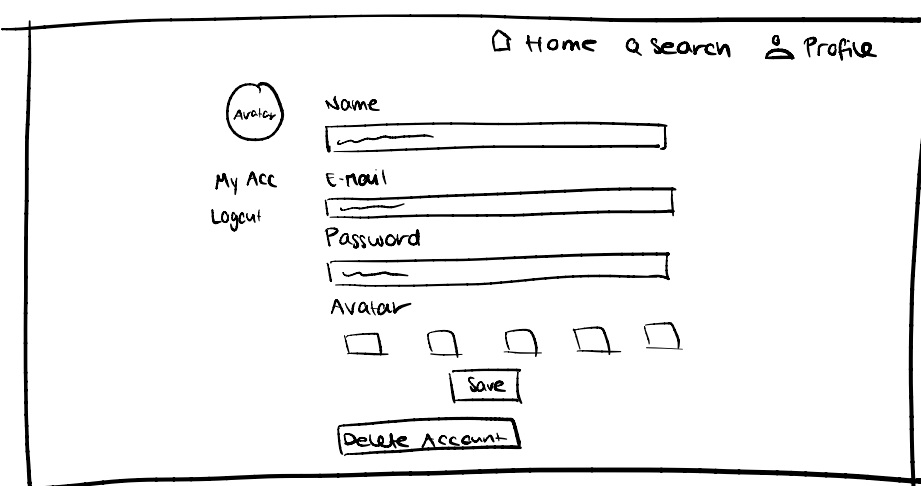 Home Search Profile
Avatar
Name
My Acc
E-mail
Logout
Password
Avatar
Save
Delete Account